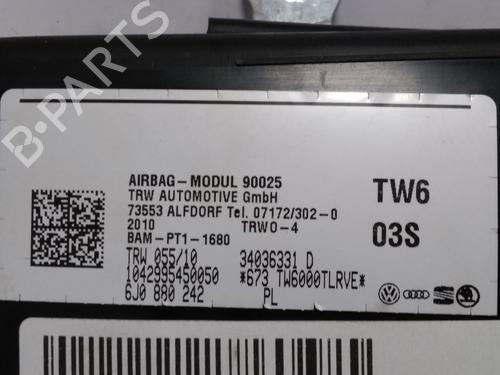 B-PARTS
AIRBAG-MODUL 90025
TRW AUTOMOTIVE GmbH
73553 ALFDORF Tel. 07172/302-0
2010 TRWO-4
BAM-PT1-1680
TRW 055/10 34036331 D
1042995450050 *673 TW6000TLRVE*
6J0 880 242 PL
TW6
03S